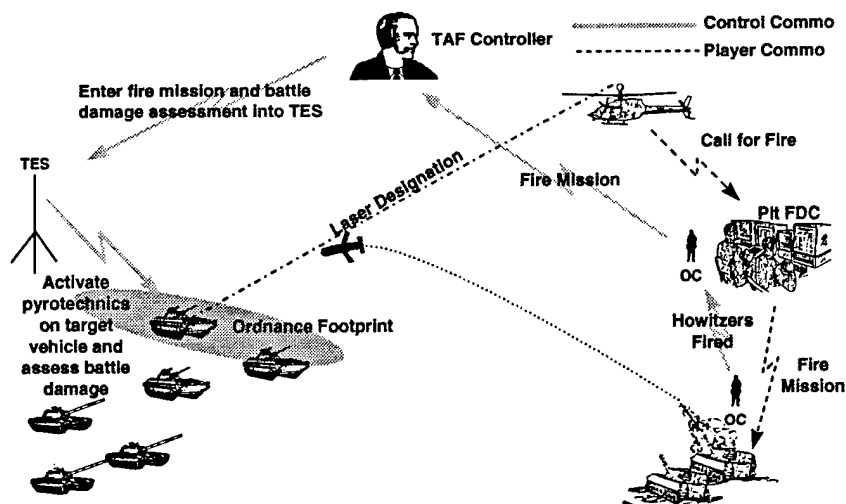 TAF Controller
Control Commo
Player Commo
Enter fire mission and battle
damage assessment into TES
Call for Fire
TES
Laser Designation
Fire Mission
Plt FDC
OC
Activate
pyrotechnics
on target
vehicle and
assess battle
damage
Ordnance Footprint
Howitzers
Fired
Fire
Mission
OC